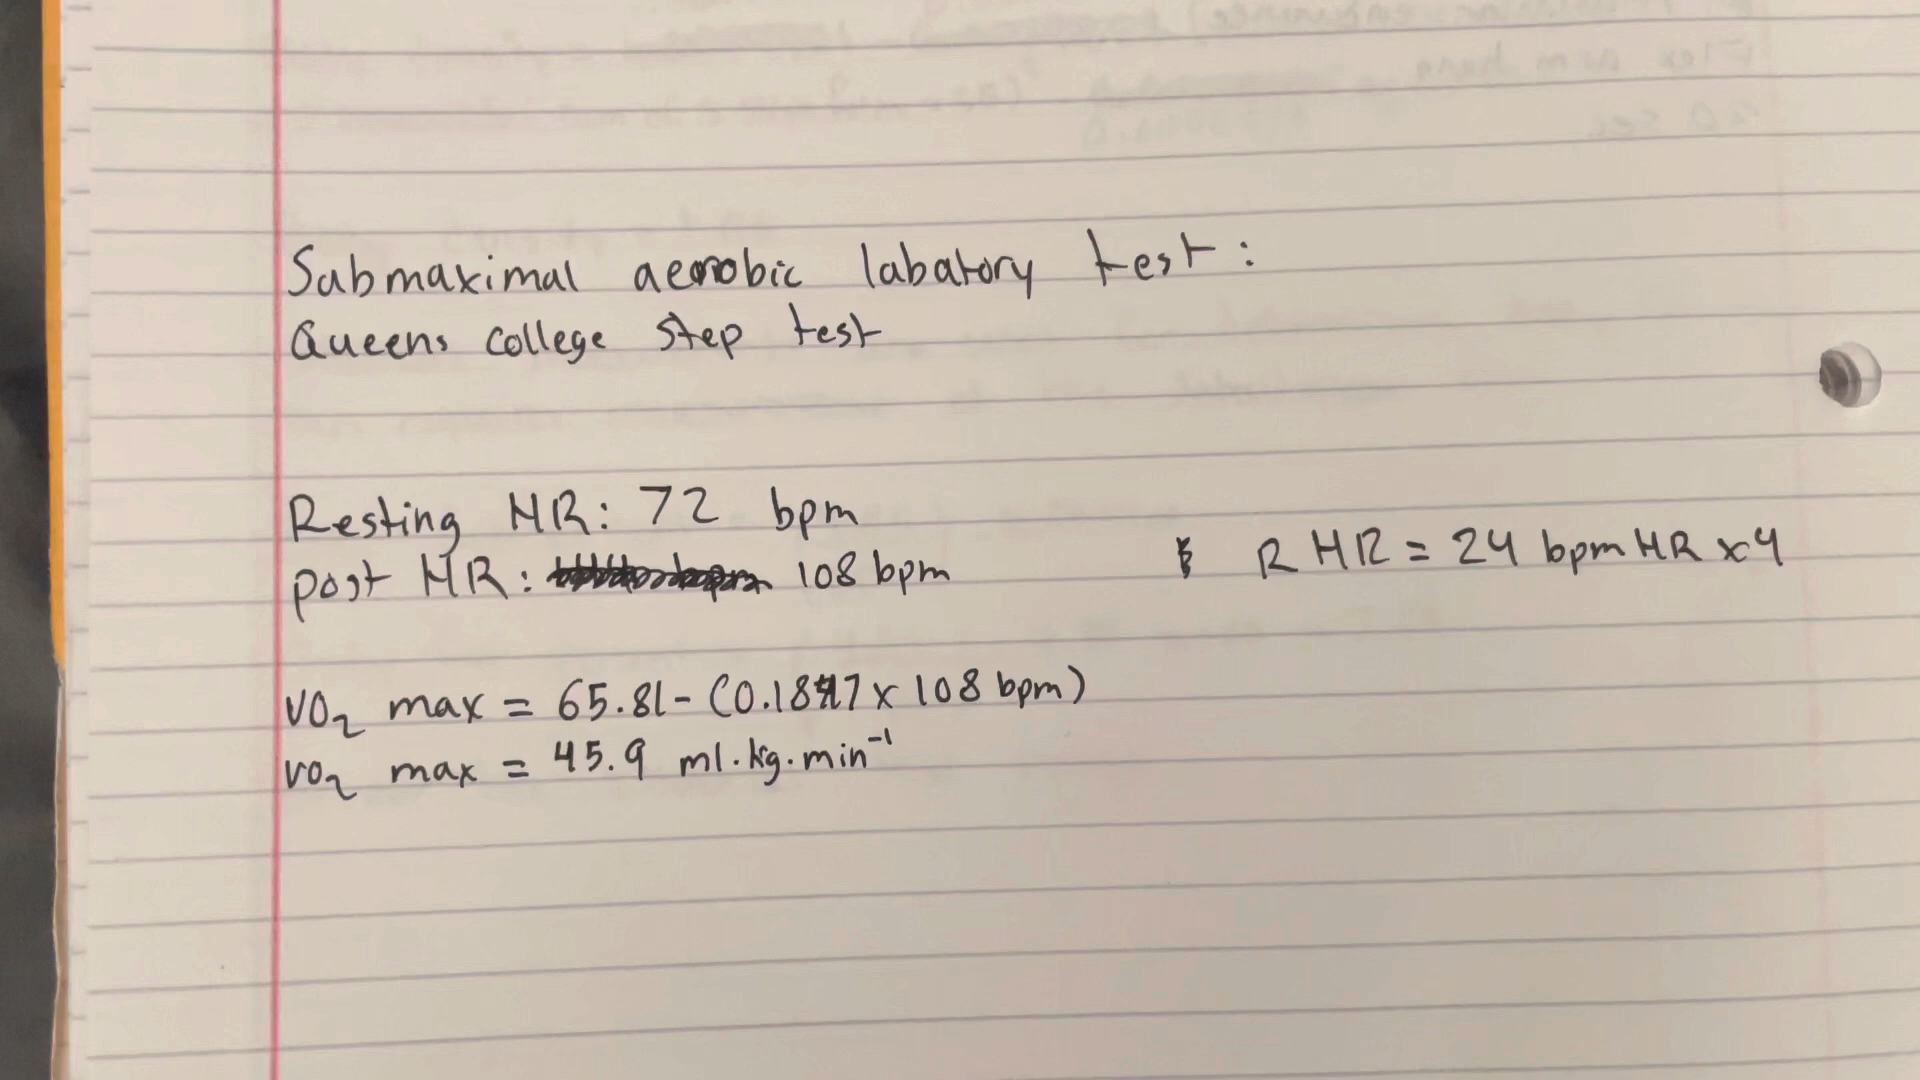 Submaximal aerobic labatory test:
Queens college step test
Resting HR: 72 bpm
post HR: 108 bpm
R HR = 24 bpm HR x4
VO₂ max = 65.81 - (0.1847 x 108 bpm)
VO₂ max = 45.9 ml.kg.min⁻¹